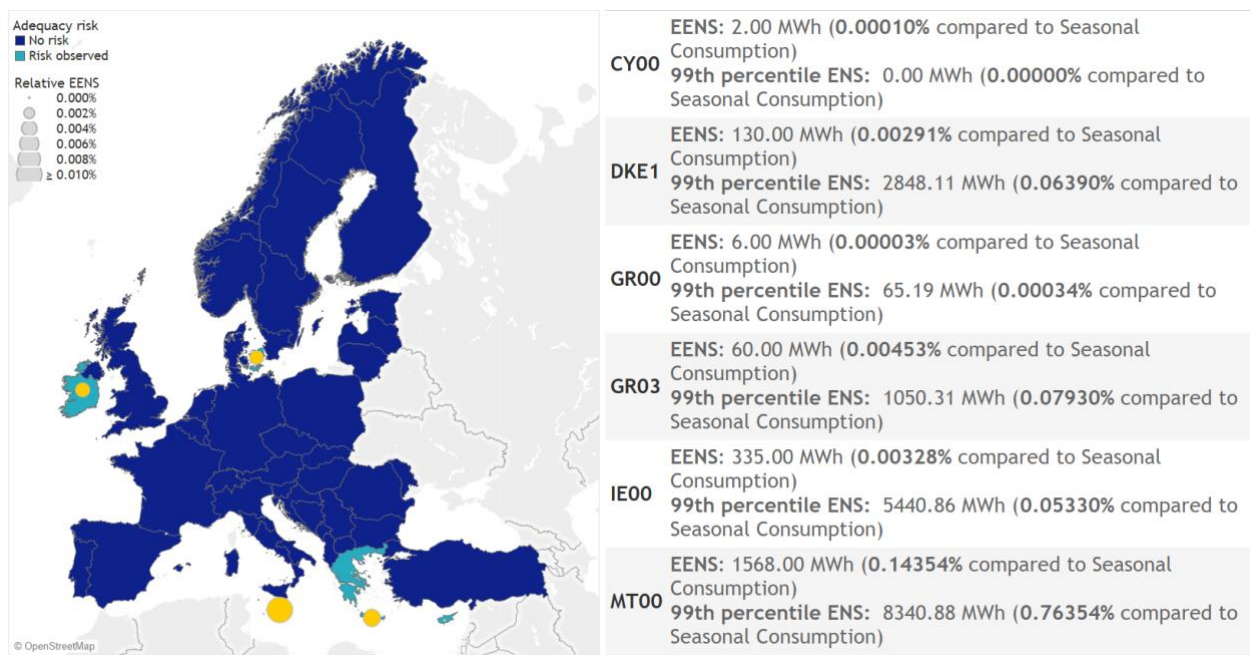 Adequacy risk
No risk
Risk observed
Relative EENS
0.000%
0.002%
0.004%
0.006%
0.008%
≥ 0.010%
© OpenStreetMap
CY00
EENS: 2.00 MWh (0.00010% compared to Seasonal
Consumption)
99th percentile ENS: 0.00 MWh (0.00000% compared to
Seasonal Consumption)
DKE1
EENS: 130.00 MWh (0.00291% compared to Seasonal
Consumption)
99th percentile ENS: 2848.11 MWh (0.06390% compared to
Seasonal Consumption)
GR00
EENS: 6.00 MWh (0.00003% compared to Seasonal
Consumption)
99th percentile ENS: 65.19 MWh (0.00034% compared to
Seasonal Consumption)
GR03
EENS: 60.00 MWh (0.00453% compared to Seasonal
Consumption)
99th percentile ENS: 1050.31 MWh (0.07930% compared to
Seasonal Consumption)
IE00
EENS: 335.00 MWh (0.00328% compared to Seasonal
Consumption)
99th percentile ENS: 5440.86 MWh (0.05330% compared to
Seasonal Consumption)
MT00
EENS: 1568.00 MWh (0.14354% compared to Seasonal
Consumption)
99th percentile ENS: 8340.88 MWh (0.76354% compared to
Seasonal Consumption)